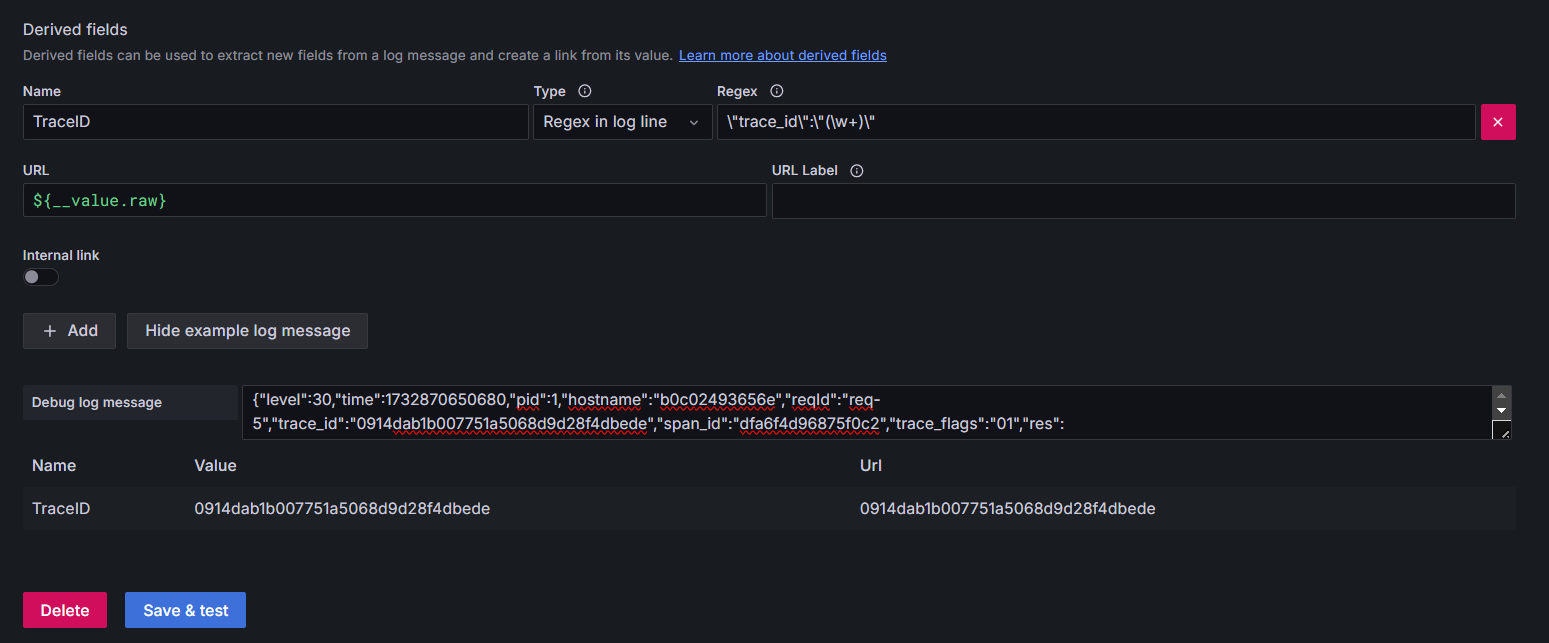 Derived fields
Derived fields can be used to extract new fields from a log message and create a link from its value. Learn more about derived fields
Name Type Regex
TraceID Regex in log line \"trace_id\":\"(\w+)\"
URL URL Label
${__value.raw}
Internal link
+ Add Hide example log message
Debug log message
{"level":30,"time":1732870650680,"pid":1,"hostname":"b0c02493656e","reqId":"req-
5","trace_id":"0914dab1b007751a5068d9d28f4dbede","span_id":"dfa6f4d96875f0c2","trace_flags":"01","res":
Name Value Url
TraceID 0914dab1b007751a5068d9d28f4dbede 0914dab1b007751a5068d9d28f4dbede
Delete Save & test